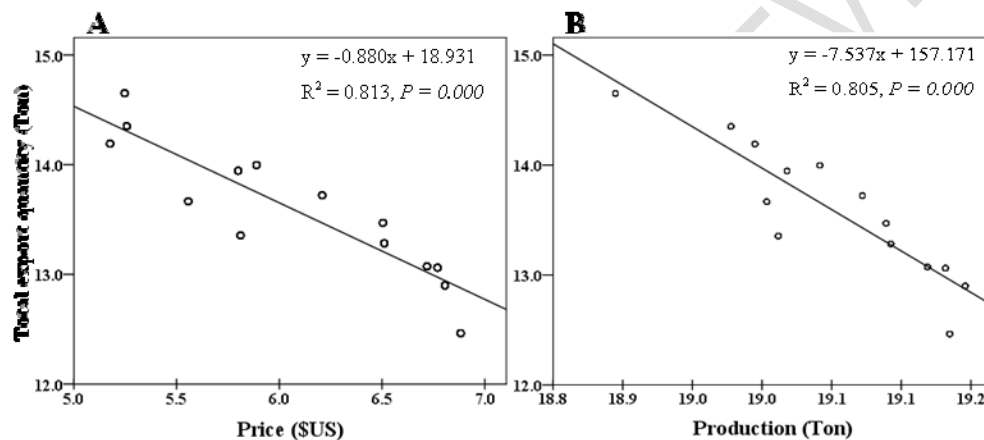 A
y = -0.880x + 18.931
R² = 0.813, P = 0.000
15.0
14.0
13.0
12.0
5.0 5.5 6.0 6.5 7.0
Price ($US)
Total export quantity (Ton)
B
y = -7.537x + 157.171
R² = 0.805, P = 0.000
15.0
14.0
13.0
12.0
18.8 18.9 19.0 19.0 19.1 19.1 19.2
Production (Ton)